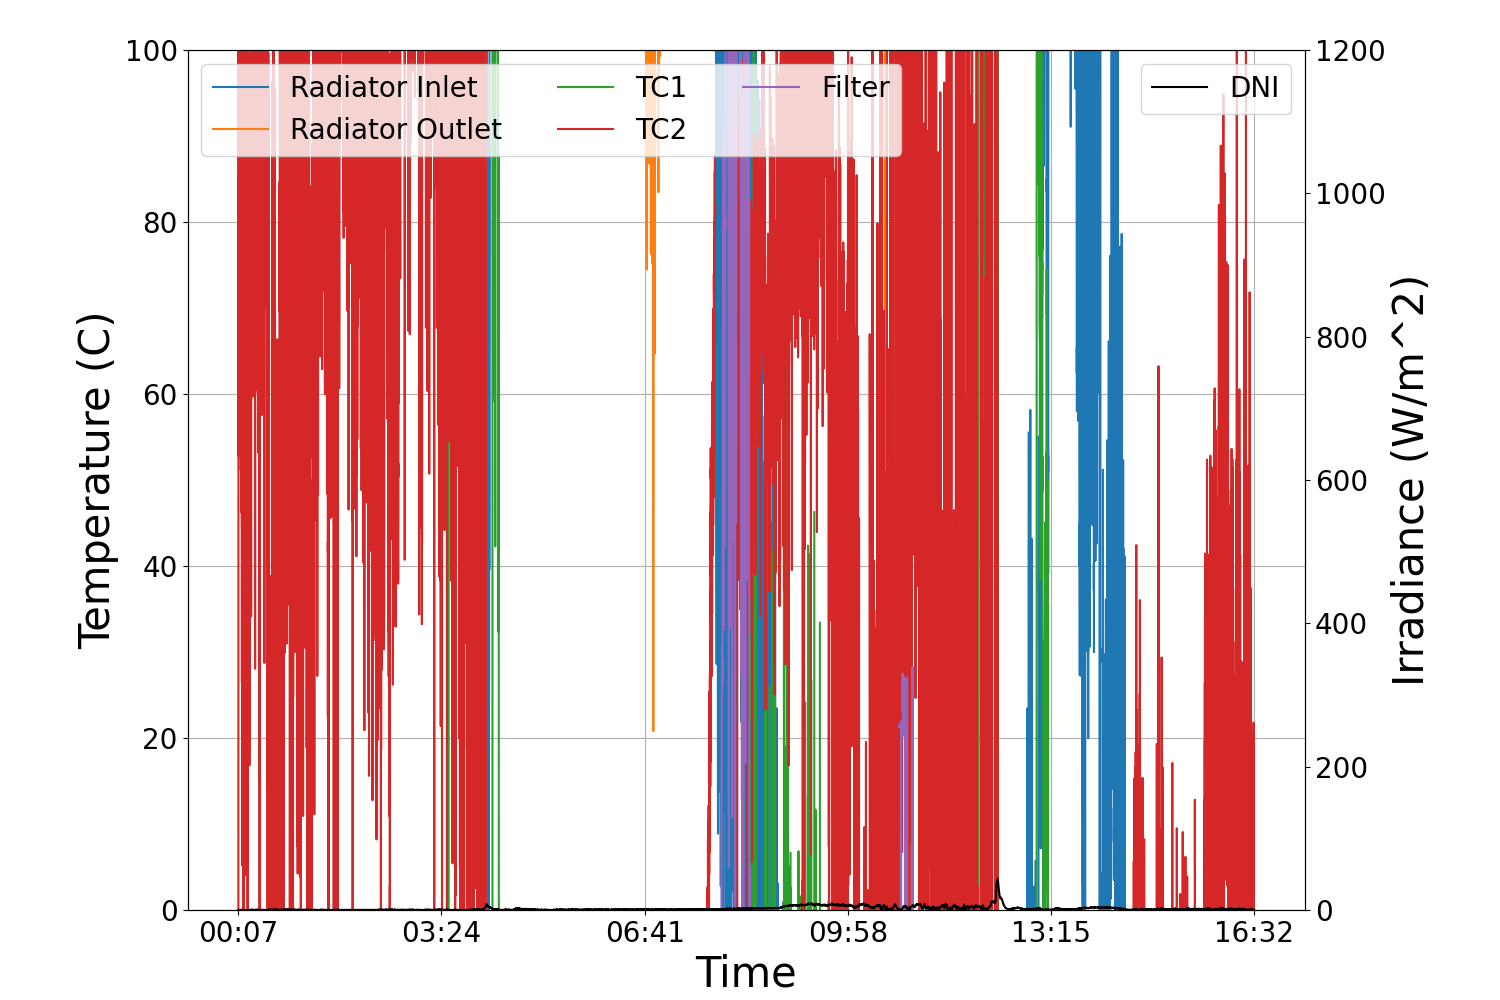 100
80
60
40
20
0
Temperature (C)
Radiator Inlet
Radiator Outlet
TC1
TC2
Filter
DNI
1200
1000
800
600
400
200
0
Irradiance (W/m^2)
00:07 03:24 06:41 09:58 13:15 16:32
Time